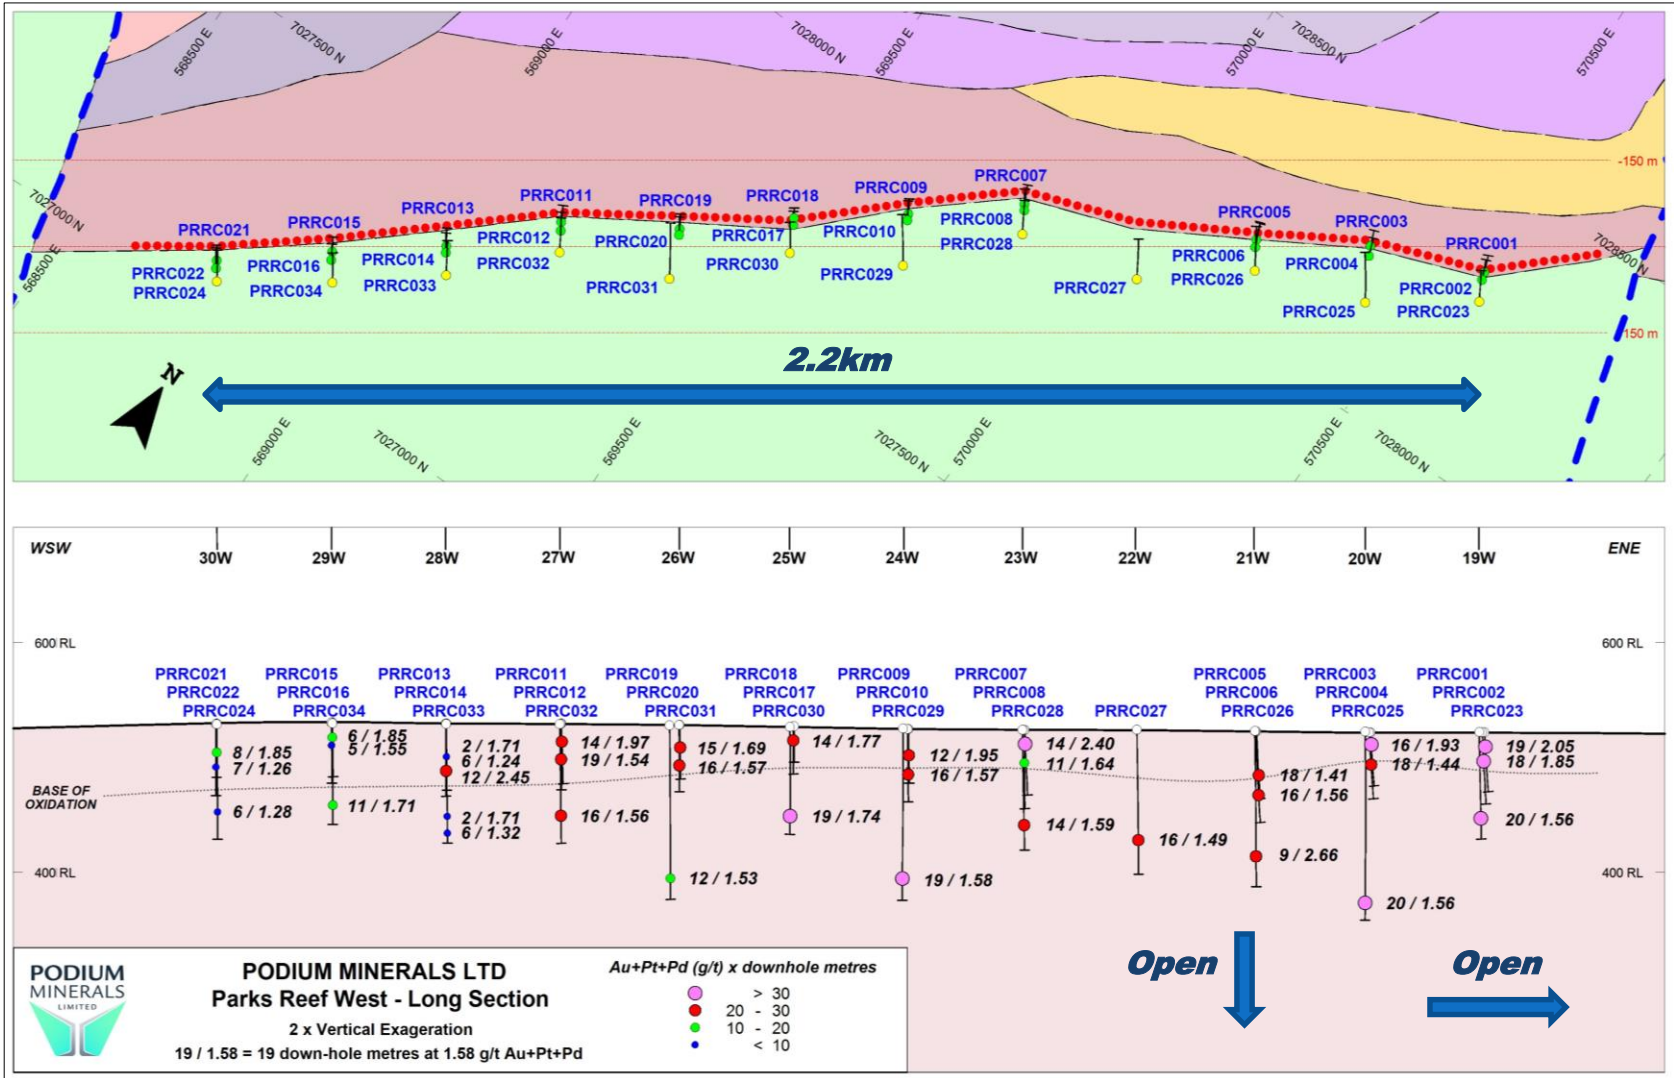 568500 E
7027500 N
569000 E
7028000 N
569500 E
570000 E
7028500 N
570500 E
-150 m
PRRC007
PRRC011
PRRC019
PRRC018
PRRC009
PRRC013
PRRC015
PRRC021
PRRC005
PRRC003
PRRC001
7027000 N
568500 E
PRRC012
PRRC020
PRRC017
PRRC010
PRRC008
PRRC028
PRRC022
PRRC016
PRRC014
PRRC032
PRRC030
PRRC006
PRRC004
7028500 N
PRRC024
PRRC034
PRRC033
PRRC031
PRRC029
PRRC027
PRRC026
PRRC002
PRRC025
PRRC023
-150 m
2.2km
N
569000 E
7027000 N
569500 E
7027500 N
570000 E
570500 E
7028000 N
WSW
30W
29W
28W
27W
26W
25W
24W
23W
22W
21W
20W
19W
ENE
600 RL
600 RL
PRRC021 PRRC015 PRRC013 PRRC011 PRRC019 PRRC018 PRRC009 PRRC007 PRRC005 PRRC003 PRRC001
PRRC022 PRRC016 PRRC014 PRRC012 PRRC020 PRRC017 PRRC010 PRRC008 PRRC006 PRRC004 PRRC002
PRRC024 PRRC034 PRRC033 PRRC032 PRRC031 PRRC030 PRRC029 PRRC028 PRRC027 PRRC026 PRRC025 PRRC023
8 / 1.85
7 / 1.26
6 / 1.28
6 / 1.85
5 / 1.55
11 / 1.71
2 / 1.71
6 / 1.24
12 / 2.45
2 / 1.71
6 / 1.32
14 / 1.97
19 / 1.54
16 / 1.56
15 / 1.69
16 / 1.57
12 / 1.53
14 / 1.77
19 / 1.74
12 / 1.95
16 / 1.57
19 / 1.58
14 / 2.40
11 / 1.64
14 / 1.59
16 / 1.49
18 / 1.41
16 / 1.56
9 / 2.66
16 / 1.93
18 / 1.44
20 / 1.56
19 / 2.05
18 / 1.85
20 / 1.56
BASE OF
OXIDATION
400 RL
400 RL
Open
Open
PODIUM
MINERALS
LIMITED
PODIUM MINERALS LTD
Parks Reef West - Long Section
2 x Vertical Exageration
19 / 1.58 = 19 down-hole metres at 1.58 g/t Au+Pt+Pd
Au+Pt+Pd (g/t) x downhole metres
> 30
20 - 30
10 - 20
< 10